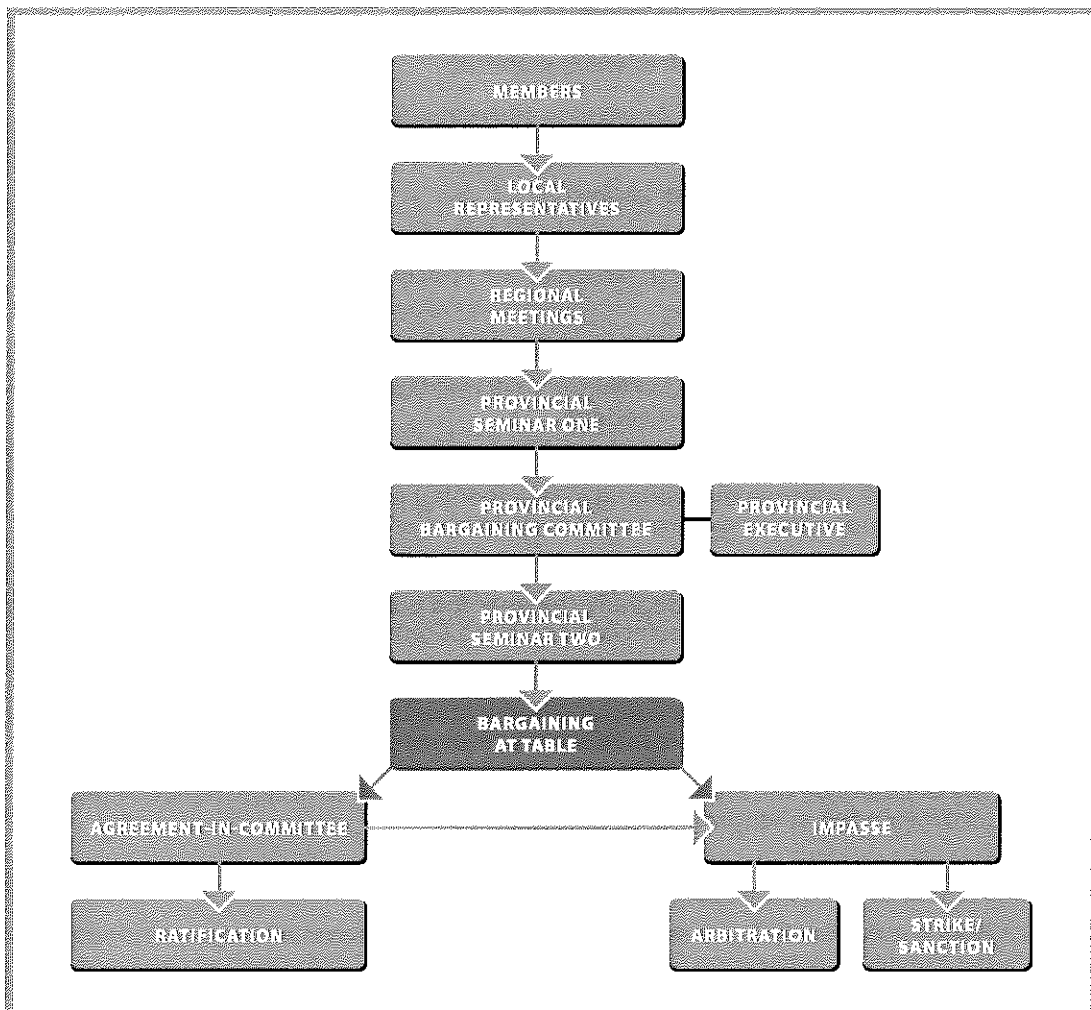 MEMBERS
LOCAL
REPRESENTATIVES
REGIONAL
MEETINGS
PROVINCIAL
SEMINAR ONE
PROVINCIAL
BARGAINING COMMITTEE
PROVINCIAL
EXECUTIVE
PROVINCIAL
SEMINAR TWO
BARGAINING
AT TABLE
AGREEMENT-IN-COMMITTEE
IMPASSE
RATIFICATION
ARBITRATION
STRIKE/
SANCTION